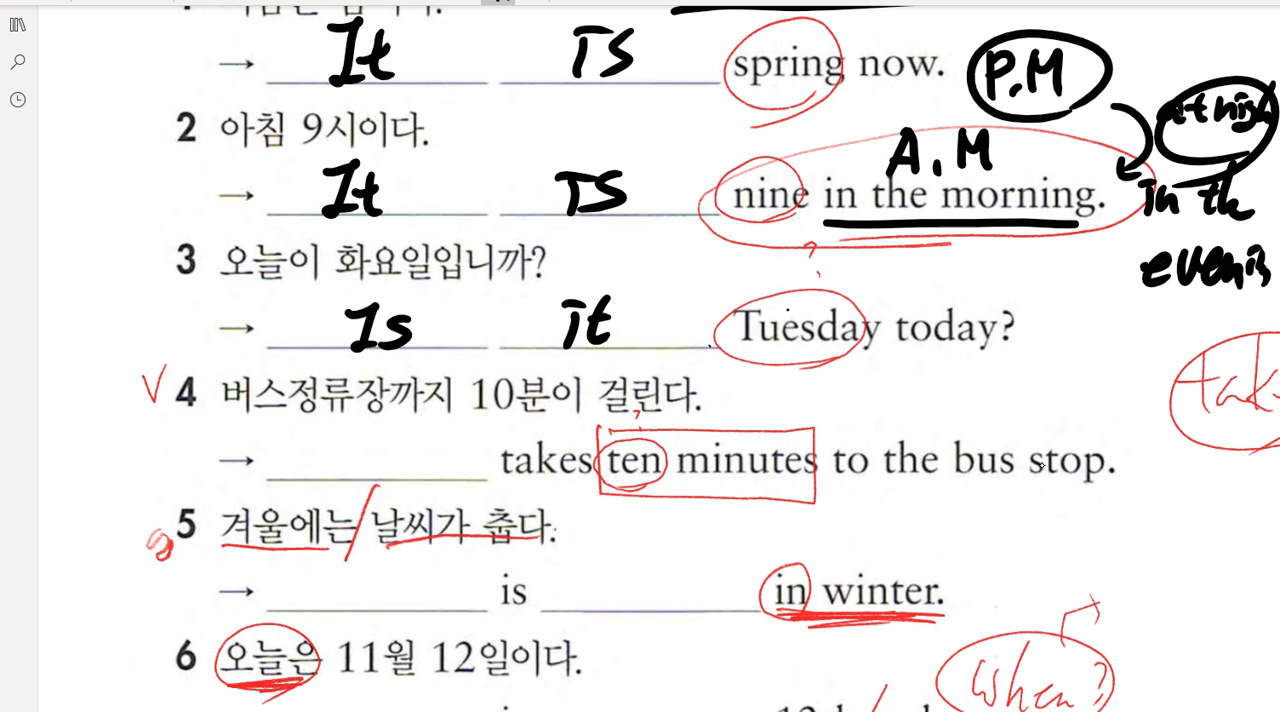 → It IS spring now. P.M
2 아침 9시이다.
A.M
→ It IS nine in the morning. in the
3 오늘이 화요일입니까?
→ Is it Tuesday today?
V 4 버스정류장까지 10분이 걸린다.
→ takes ten minutes to the bus stop.
5 겨울에는 / 날씨가 춥다.
→ is in winter.
6 오늘은 11월 12일이다.
When?